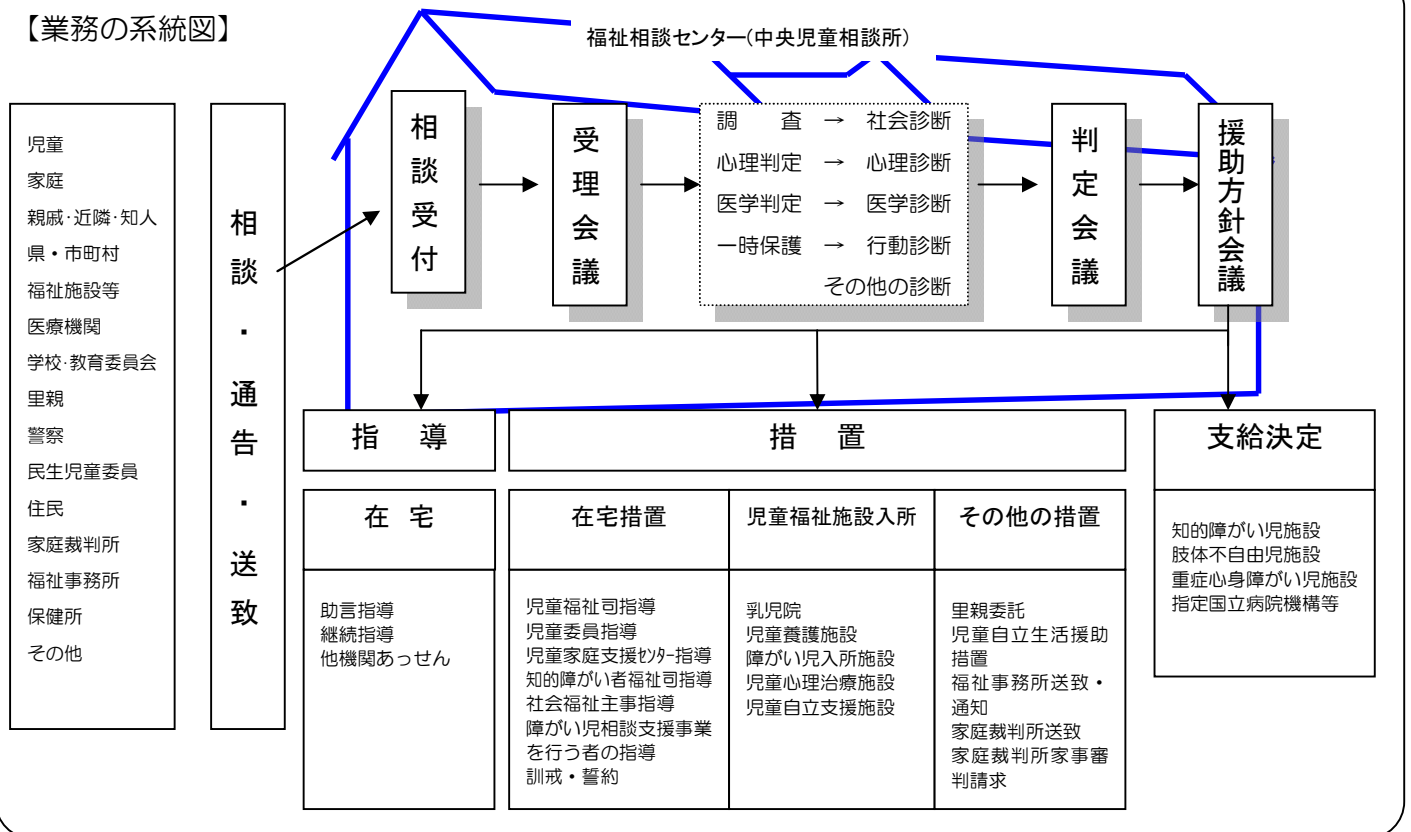 【業務の系統図】
福祉相談センター(中央児童相談所)
児童
家庭
親戚・近隣・知人
県・市町村
福祉施設等
医療機関
学校・教育委員会
里親
警察
民生児童委員
住民
家庭裁判所
福祉事務所
保健所
その他
相談・通告・送致
相談受付
受理会議
調　査 → 社会診断
心理判定 → 心理診断
医学判定 → 医学診断
一時保護 → 行動診断
その他の診断
判定会議
援助方針会議
指　導
在　宅
助言指導
継続指導
他機関あっせん
措　置
在宅措置
児童福祉司指導
児童委員指導
児童家庭支援ｾﾝﾀｰ指導
知的障がい者福祉司指導
社会福祉主事指導
障がい児相談支援事業
を行う者の指導
訓戒・誓約
児童福祉施設入所
乳児院
児童養護施設
障がい児入所施設
児童心理治療施設
児童自立支援施設
その他の措置
里親委託
児童自立生活援助
措置
福祉事務所送致・
通知
家庭裁判所送致
家庭裁判所家事審
判請求
支給決定
知的障がい児施設
肢体不自由児施設
重症心身障がい児施設
指定国立病院機構等